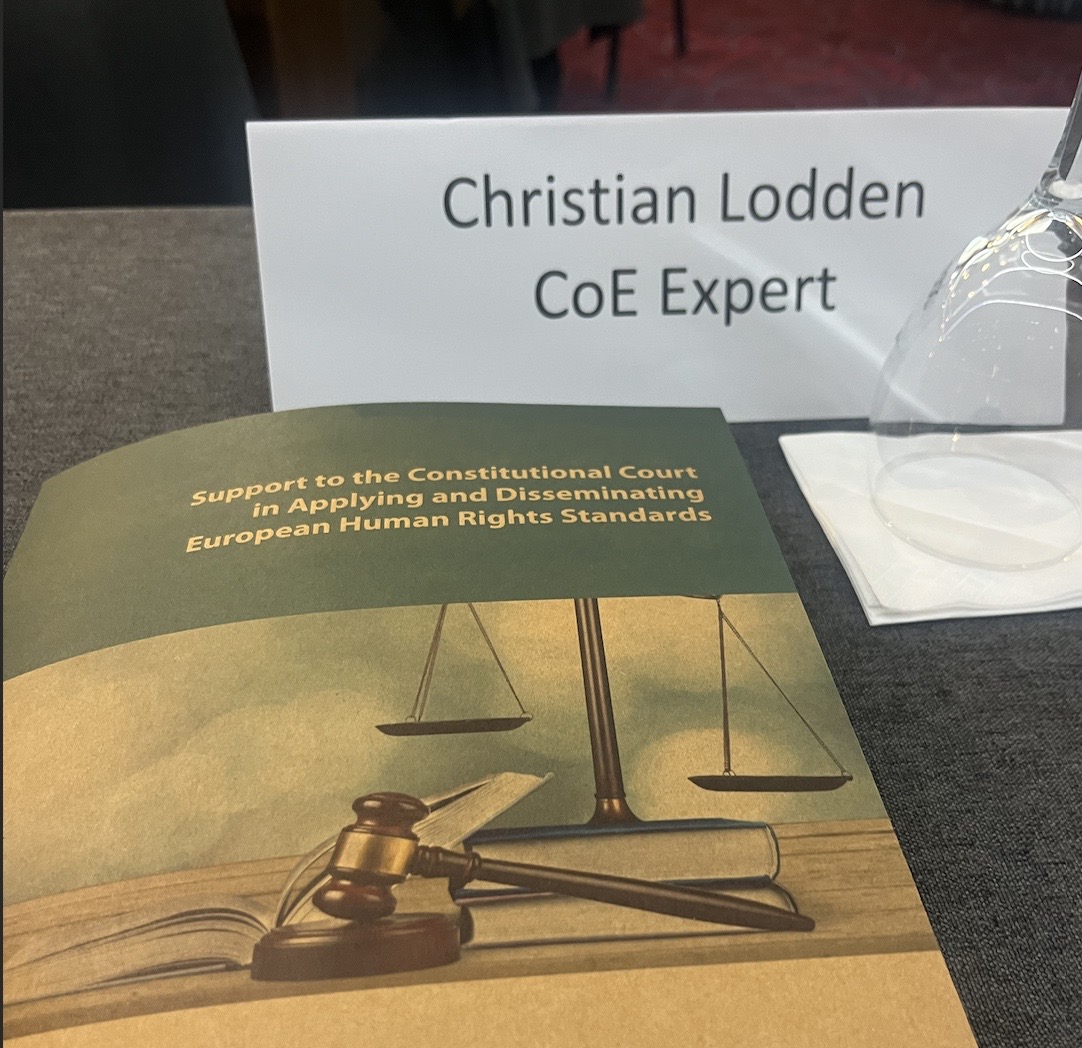 Christian Lodden
CoE Expert
Support to the Constitutional Court
in Applying and Disseminating
European Human Rights Standards